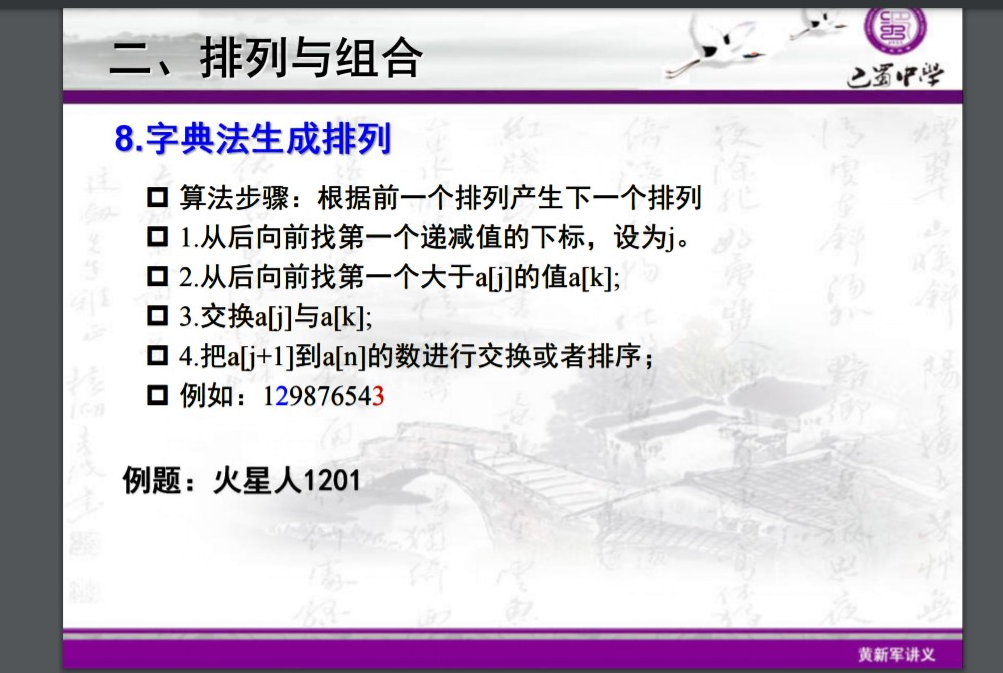 二、排列与组合
巴蜀中学
8.字典法生成排列
算法步骤：根据前一个排列产生下一个排列
1.从后向前找第一个递减值的下标，设为j。
2.从后向前找第一个大于a[j]的值a[k];
3.交换a[j]与a[k];
4.把a[j+1]到a[n]的数进行交换或者排序；
例如：129876543
例题：火星人1201
黄新军讲义